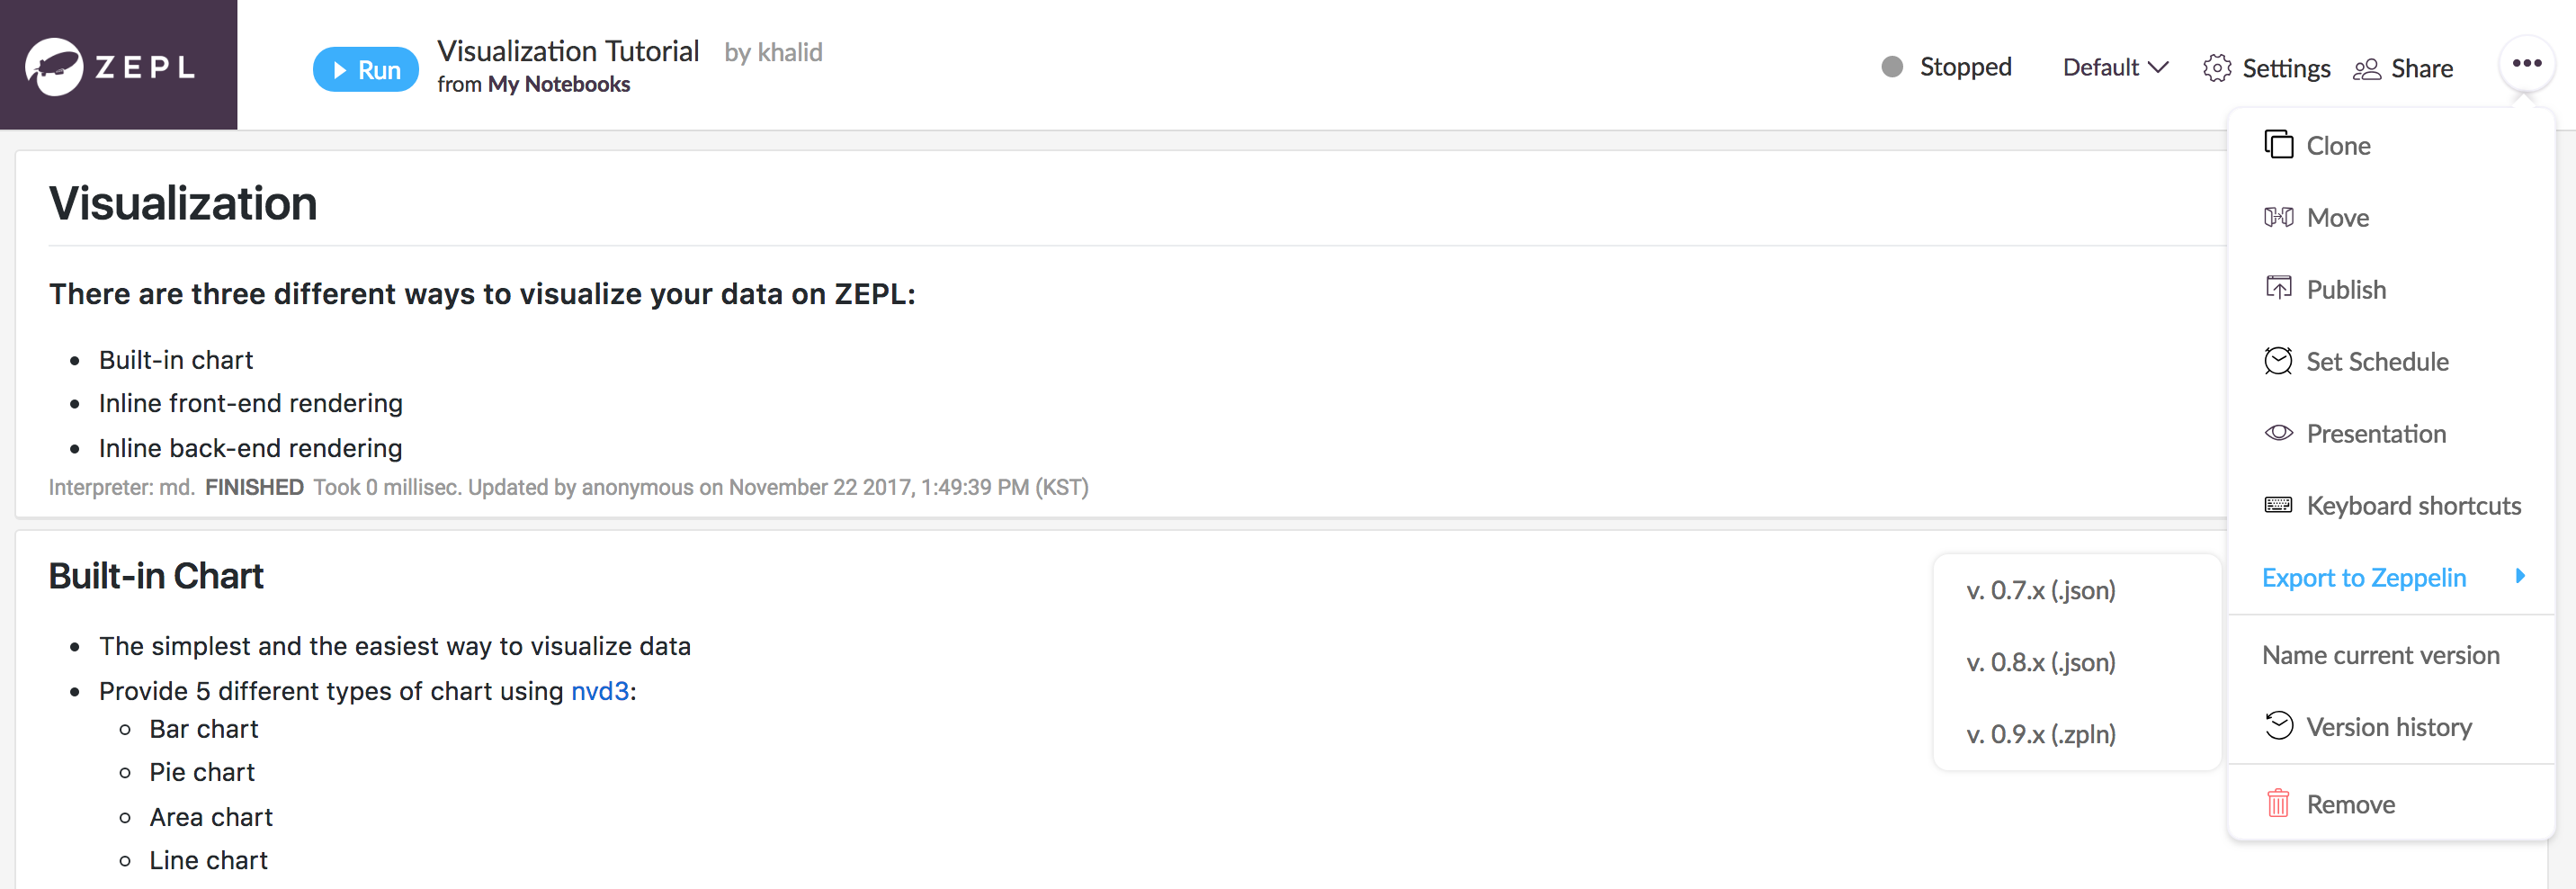 ZEPL
Run
Visualization Tutorial by khalid
from My Notebooks
Stopped
Default
Settings
Share
Clone
Move
Publish
Set Schedule
Presentation
Keyboard shortcuts
Export to Zeppelin
Name current version
Version history
Remove
v. 0.7.x (.json)
v. 0.8.x (.json)
v. 0.9.x (.zpln)
Visualization
There are three different ways to visualize your data on ZEPL:
Built-in chart
Inline front-end rendering
Inline back-end rendering
Interpreter: md. FINISHED Took 0 millisec. Updated by anonymous on November 22 2017, 1:49:39 PM (KST)
Built-in Chart
The simplest and the easiest way to visualize data
Provide 5 different types of chart using nvd3:
Bar chart
Pie chart
Area chart
Line chart